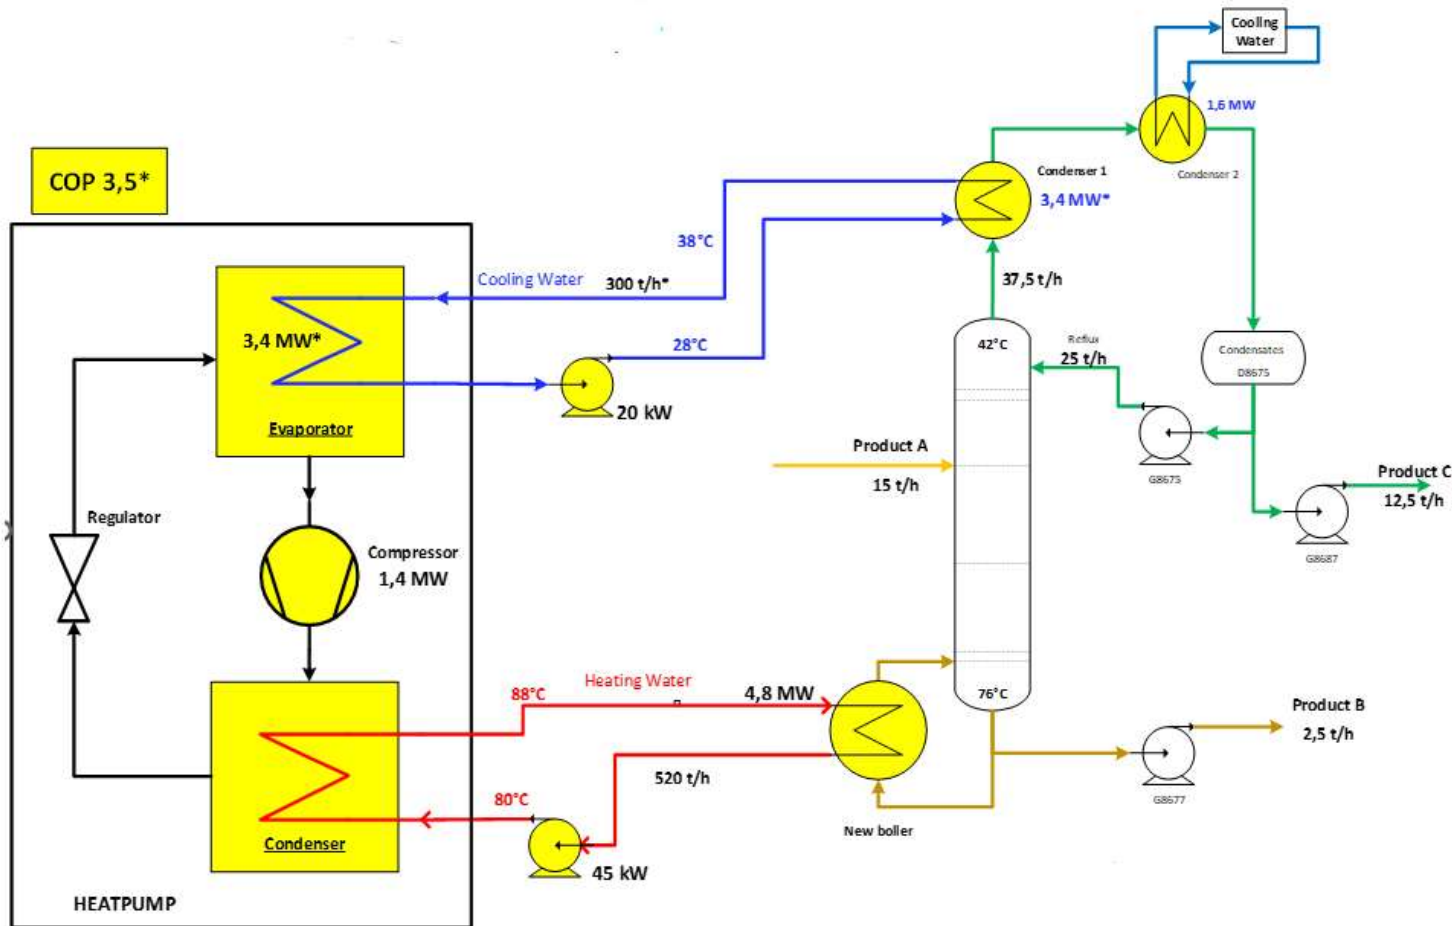 Cooling
Water
1,6 MW
Condenser 2
Condenser 1
3,4 MW*
COP 3,5*
38°C
Cooling Water
300 t/h*
37,5 t/h
3,4 MW*
28°C
42°C
Reflux
25 t/h
Condensates
D8675
20 kW
Evaporator
Product A
15 t/h
G8675
Product C
12,5 t/h
G8687
Regulator
Compressor
1,4 MW
88°C
Heating Water
4,8 MW
76°C
Product B
2,5 t/h
520 t/h
G8677
80°C
New boiler
Condenser
45 kW
HEATPUMP